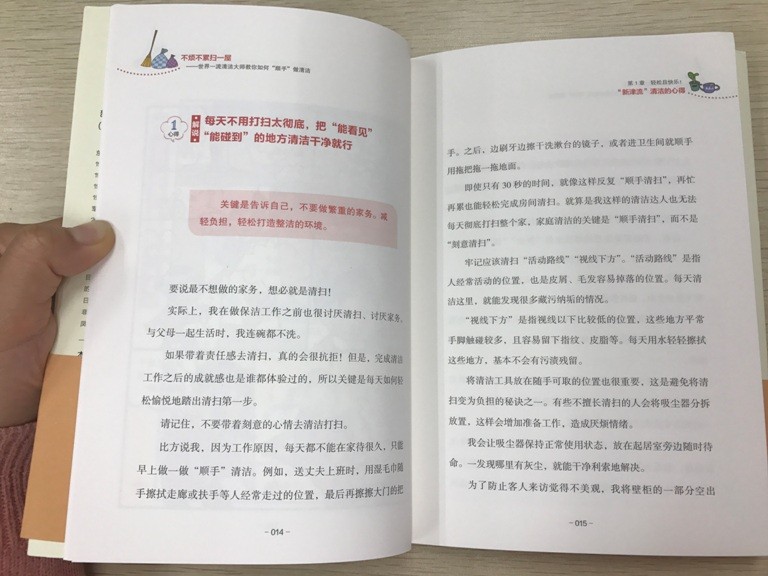 不烦不累扫一屋
——世界一流清洁大师教你如何“顺手”做清洁
1
心得
解说
每天不用打扫太彻底，把“能看见”
“能碰到”的地方清洁干净就行
关键是告诉自己，不要做繁重的家务。减
轻负担，轻松打造整洁的环境。
要说最不想做的家务，想必就是清扫！
实际上，我在做保洁工作之前也很讨厌清扫、讨厌家务。
与父母一起生活时，我连碗都不洗。
如果带着责任感去清扫，真的会很抗拒！但是，完成清洁
工作之后的成就感也是谁都体验过的，所以关键是每天如何轻
松愉悦地踏出清扫第一步。
请记住，不要带着刻意的心情去清洁打扫。
比方说我，因为工作原因，每天都不能在家待很久，只能
早上做一做“顺手”清洁。例如，送丈夫上班时，用湿毛巾随
手擦拭走廊或扶手等人经常走过的位置，最后再擦擦大门的把
-014-
第1章 轻松且快乐！
“新津流”清洁的心得
手。之后，边刷牙边擦干洗漱台的镜子，或者进卫生间就顺手
用拖把拖一拖地面。
即使只有30秒的时间，就像这样反复“顺手清扫”，再忙
再累也能轻松完成房间清扫。就算是我这样的清洁达人也无法
每天彻底打扫整个家，家庭清洁的关键是“顺手清扫”，而不是
“刻意清扫”。
牢记应该清扫“活动路线”“视线下方”。“活动路线”是指
人经常活动的位置，也是皮屑、毛发容易掉落的位置。每天清
洁这里，就能发现很多藏污纳垢的情况。
“视线下方”是指视线以下比较低的位置，这些地方平常
手脚触碰较多，且容易留下指纹、皮脂等。每天用水轻轻擦拭
这些地方，基本不会有污渍残留。
将清洁工具放在随手可取的位置也很重要，这是避免将清
扫变为负担的秘诀之一。有些不擅长清扫的人会将吸尘器分拆
放置，这样会增加准备工作，造成厌烦情绪。
我会让吸尘器保持正常使用状态，放在起居室旁边随时待
命。一发现哪里有灰尘，就能干净利索地解决。
为了防止客人来访觉得不美观，我将壁柜的一部分空出
-015-